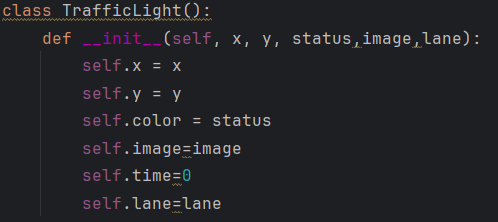 class TrafficLight():
    def __init__(self, x, y, status,image,lane):
        self.x = x
        self.y = y
        self.color = status
        self.image=image
        self.time=0
        self.lane=lane